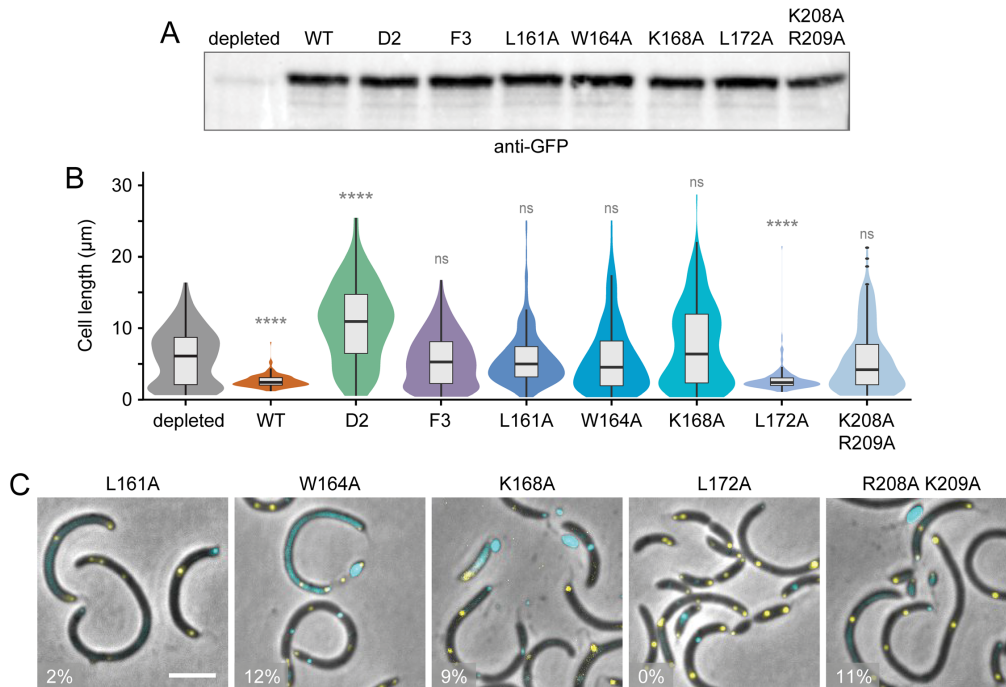 A
depleted WT D2 F3 L161A W164A K168A L172A K208A R209A
anti-GFP
B
Cell length (µm)
30
20
10
0
****
****
ns
ns
ns
ns
****
ns
depleted WT D2 F3 L161A W164A K168A L172A K208A R209A
C
L161A W164A K168A L172A R208A K209A
2% 12% 9% 0% 11%